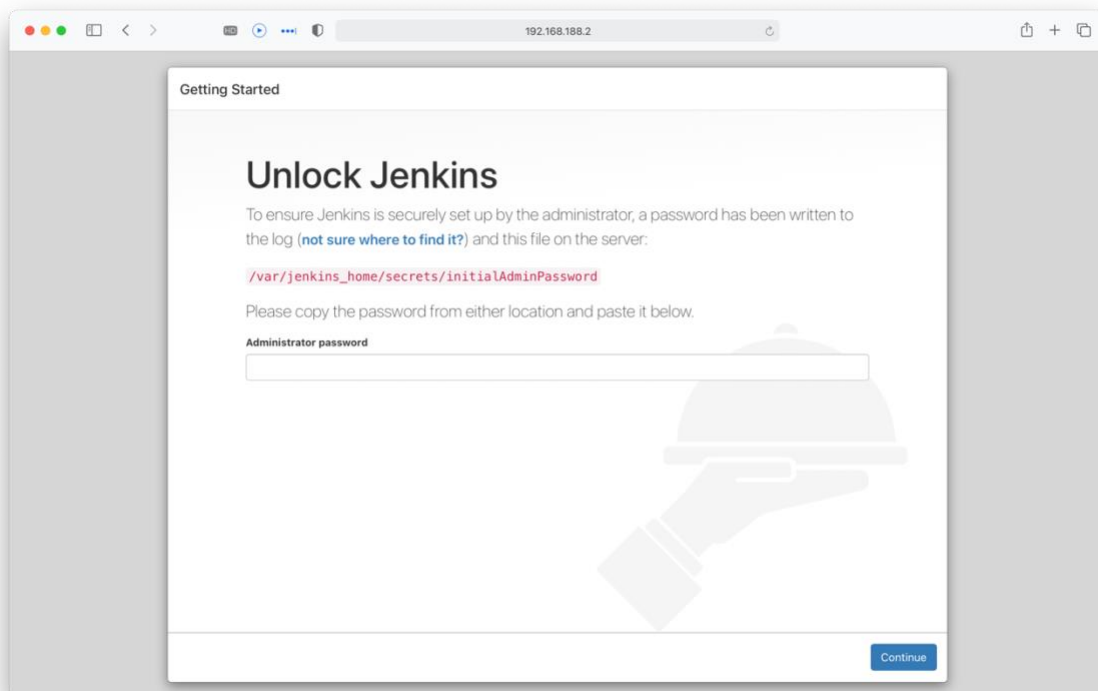 HD
192.168.188.2
Getting Started
Unlock Jenkins
To ensure Jenkins is securely set up by the administrator, a password has been written to
the log (not sure where to find it?) and this file on the server:
/var/jenkins_home/secrets/initialAdminPassword
Please copy the password from either location and paste it below.
Administrator password
Continue